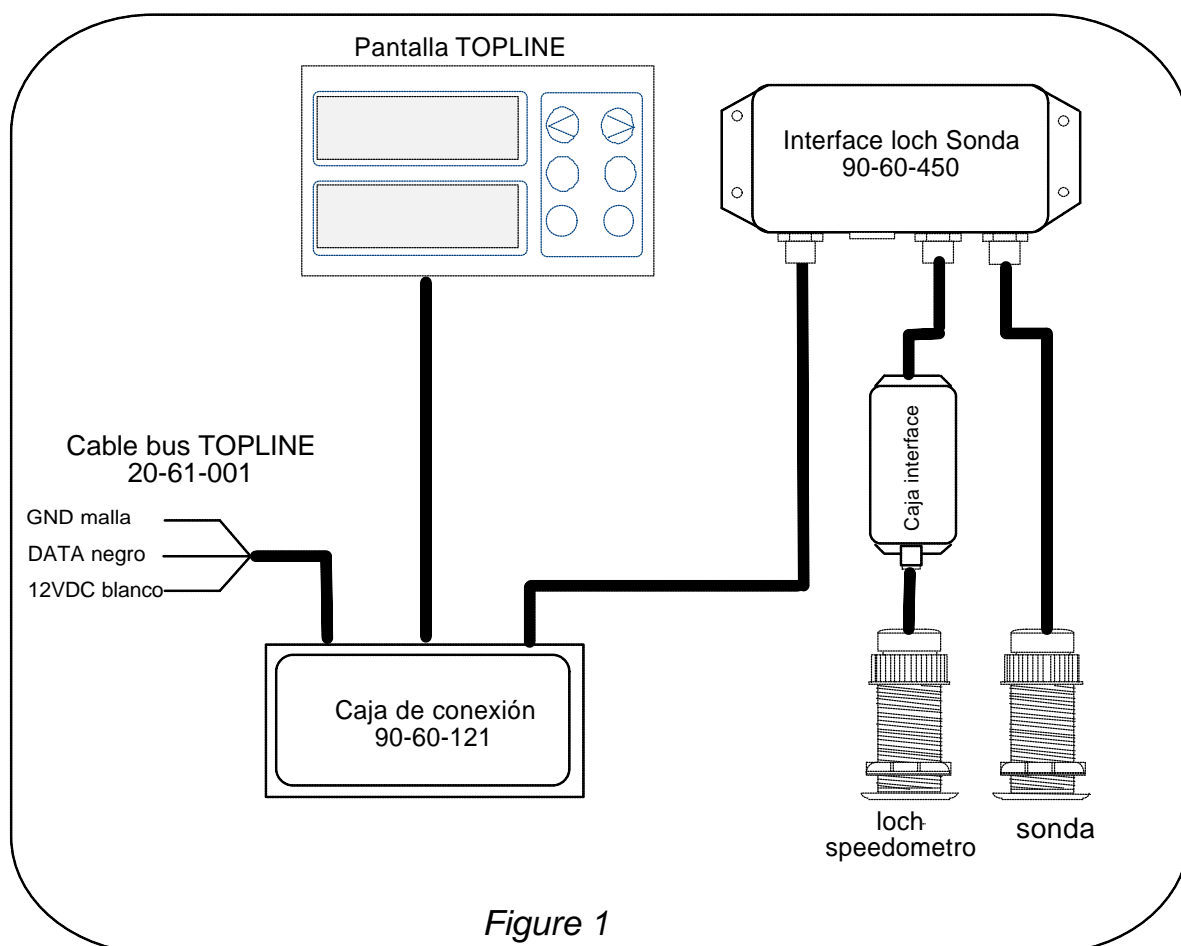 Pantalla TOPLINE
Interface loch Sonda
90-60-450
Caja interface
Cable bus TOPLINE
20-61-001
GND malla
DATA negro
12VDC blanco
Caja de conexión
90-60-121
loch-
speedometro
sonda
Figure 1